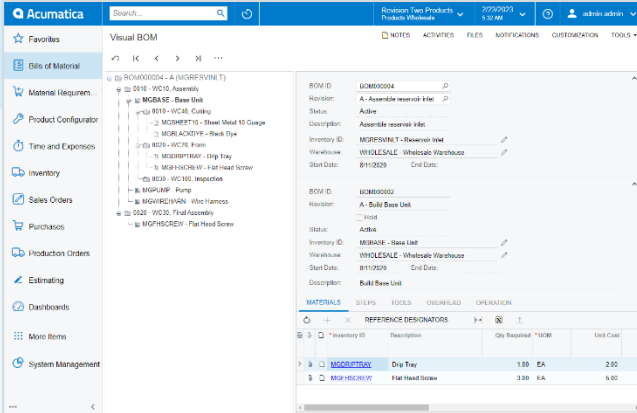 Acumatica
Search...
Revision Two Products
Products Wholesale
2/23/2023
5:32 AM
admin admin
Favorites
Bills of Material
Material Requirem...
Product Configurator
Time and Expenses
Inventory
Sales Orders
Purchases
Production Orders
Estimating
Dashboards
More Items
System Management
Visual BOM
NOTES ACTIVITIES FILES NOTIFICATIONS CUSTOMIZATION TOOLS
BOM000004 - A (MGRESVINLT)
0010 - WC10, Assembly
MGBASE - Base Unit
0010 - WC40, Cutting
MGSHEET10 - Sheet Metal 10 Guage
MGBLACKDYE - Black Dye
0020 - WC70, Form
MGDRIPTRAY - Drip Tray
MGFHSCREW - Flat Head Screw
0030 - WC100, Inspection
MGPUMP - Pump
MGWIREHARN - Wire Harness
0020 - WC30, Final Assembly
MGFHSCREW - Flat Head Screw
BOM ID: BOM000004
Revision: A - Assemble reservoir inlet
Status: Active
Description: Assemble reservoir inlet
Inventory ID: MGRESVINLT - Reservoir Inlet
Warehouse: WHOLESALE - Wholesale Warehouse
Start Date: 8/11/2020 End Date:
BOM ID: BOM000002
Revision: A - Build Base Unit
Hold
Status: Active
Inventory ID: MGBASE - Base Unit
Warehouse: WHOLESALE - Wholesale Warehouse
Start Date: 8/11/2020 End Date:
Description: Build Base Unit
MATERIALS STEPS TOOLS OVERHEAD OPERATION
REFERENCE DESIGNATORS
*Inventory ID Description Qty Required *UOM Unit Cost
MGDRIPTRAY Drip Tray 1.00 EA 2.00
MGFHSCREW Flat Head Screw 3.00 EA 5.00